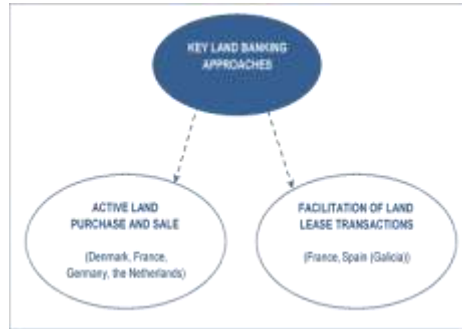 KEY LAND BANKING
APPROACHES
ACTIVE LAND
PURCHASE AND SALE
(Denmark, France,
Germany, the Netherlands)
FACILITATION OF LAND
LEASE TRANSACTIONS
(France, Spain (Galicia))